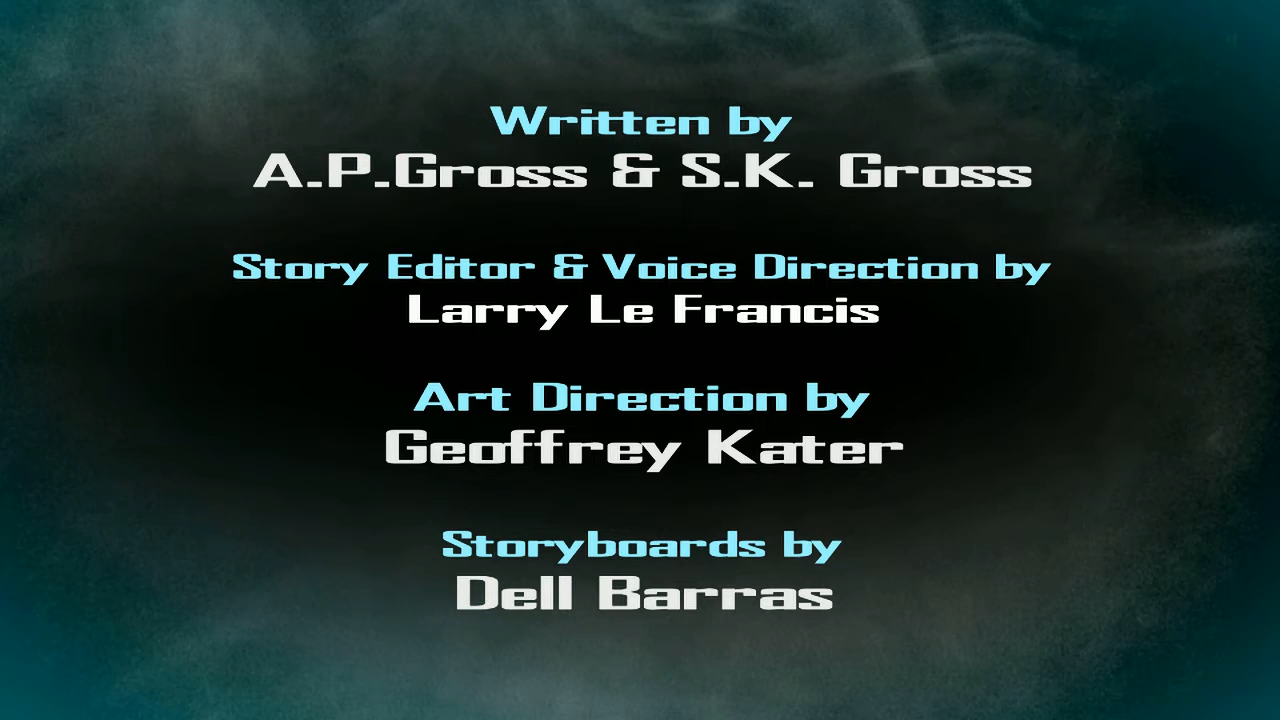 Written by
A.P.Gross & S.K. Gross
Story Editor & Voice Direction by
Larry Le Francis
Art Direction by
Geoffrey Kater
Storyboards by
Dell Barras